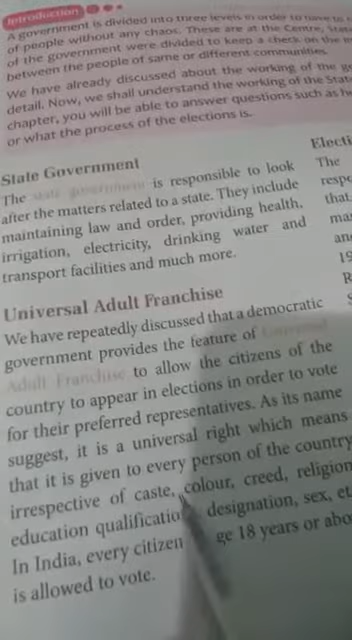 Introduction
A government is divided into three levels in order to
of people without any chaos. These are at the Centre,
of the government were divided to keep a check on the
between the people of same or different communities.
We have already discussed about the working of the
detail. Now, we shall understand the working of the State
chapter, you will be able to answer questions such as
or what the process of the elections is.
State Government
The state government is responsible to look
after the matters related to a state. They include
maintaining law and order, providing health,
irrigation, electricity, drinking water and
transport facilities and much more.
Universal Adult Franchise
We have repeatedly discussed that a democratic
government provides the feature of Universal
Adult Franchise to allow the citizens of the
country to appear in elections in order to vote
for their preferred representatives. As its name
suggest, it is a universal right which means
that it is given to every person of the country
irrespective of caste, colour, creed, religion
education qualification designation, sex,
In India, every citizen ge 18 years or abo
is allowed to vote.
Electi
The
respo
that
ma
an
19
R